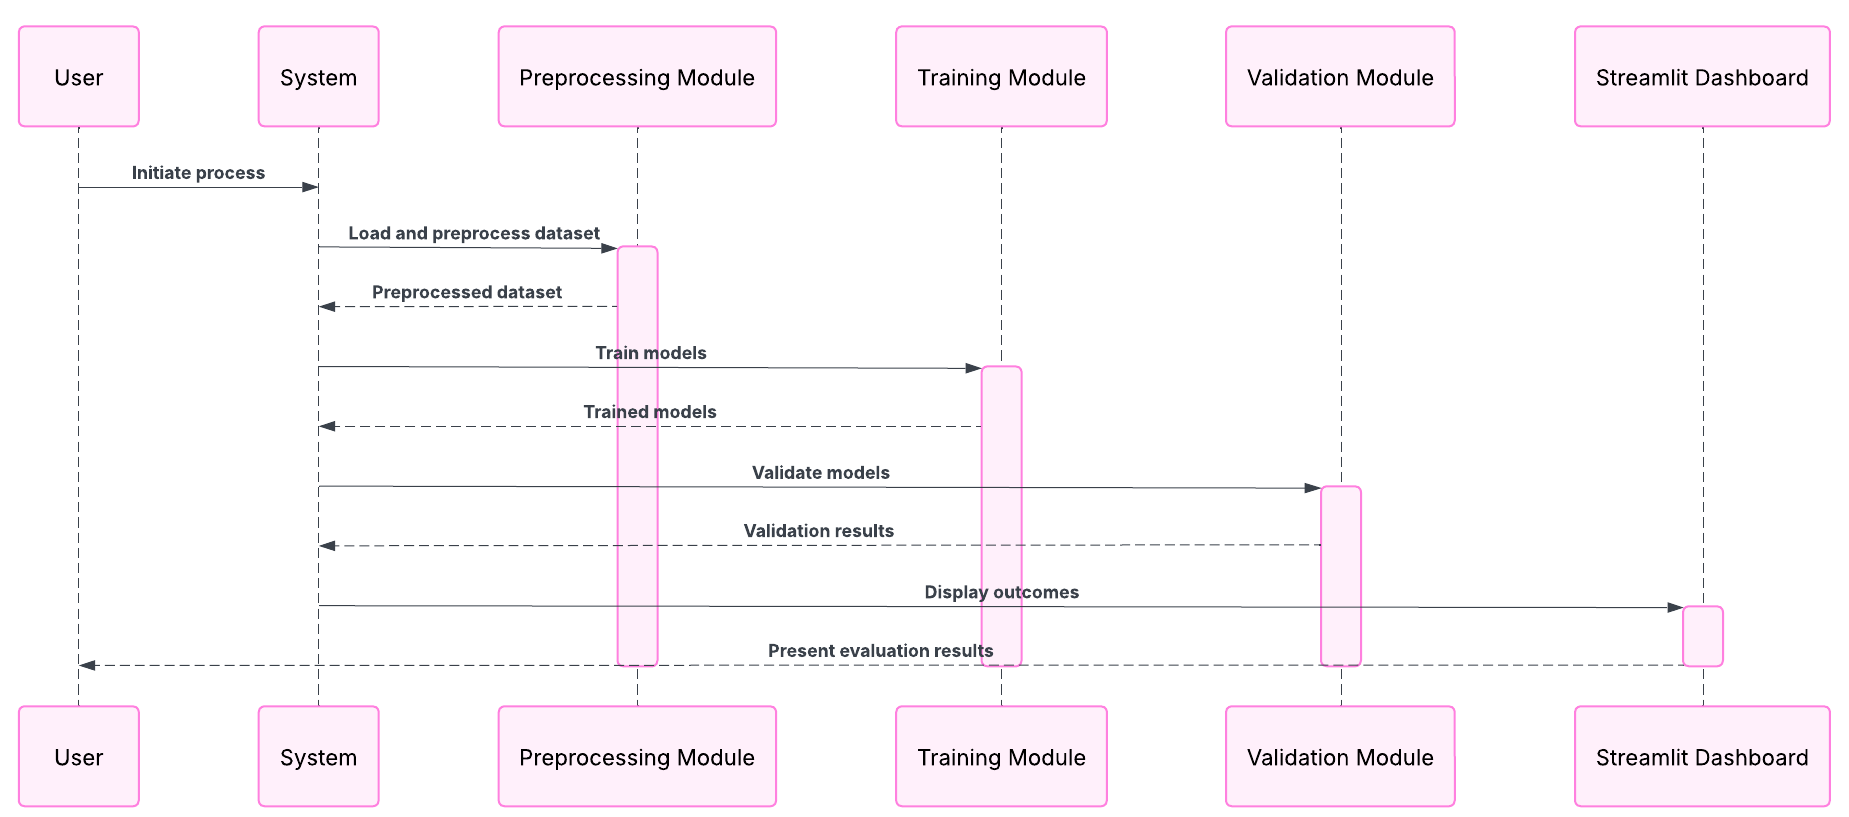 User
System
Preprocessing Module
Training Module
Validation Module
Streamlit Dashboard
Initiate process
Load and preprocess dataset
Preprocessed dataset
Train models
Trained models
Validate models
Validation results
Display outcomes
Present evaluation results
User
System
Preprocessing Module
Training Module
Validation Module
Streamlit Dashboard